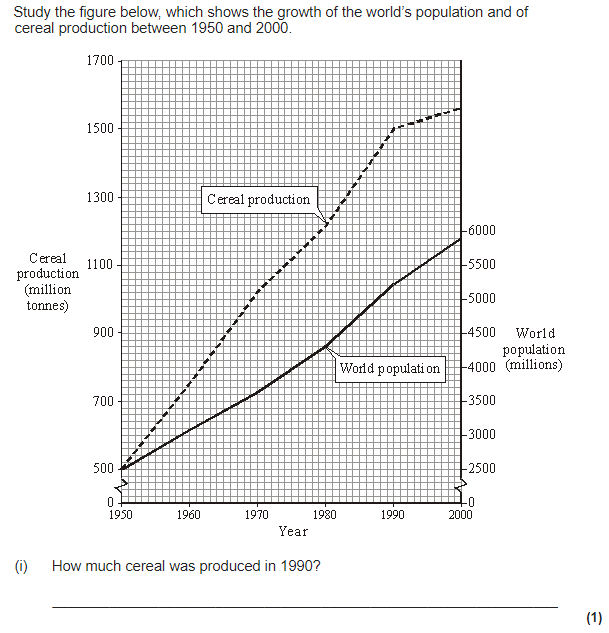 Study the figure below, which shows the growth of the world's population and of
cereal production between 1950 and 2000.
1700
1500
1300
Cereal production
6000
Cereal
production
(million
tonnes)
1100
5500
5000
900
4500
World
population
(millions)
World population
4000
700
3500
3000
500
2500
0
0
1950 1960 1970 1980 1990 2000
Year
(i) How much cereal was produced in 1990?
(1)